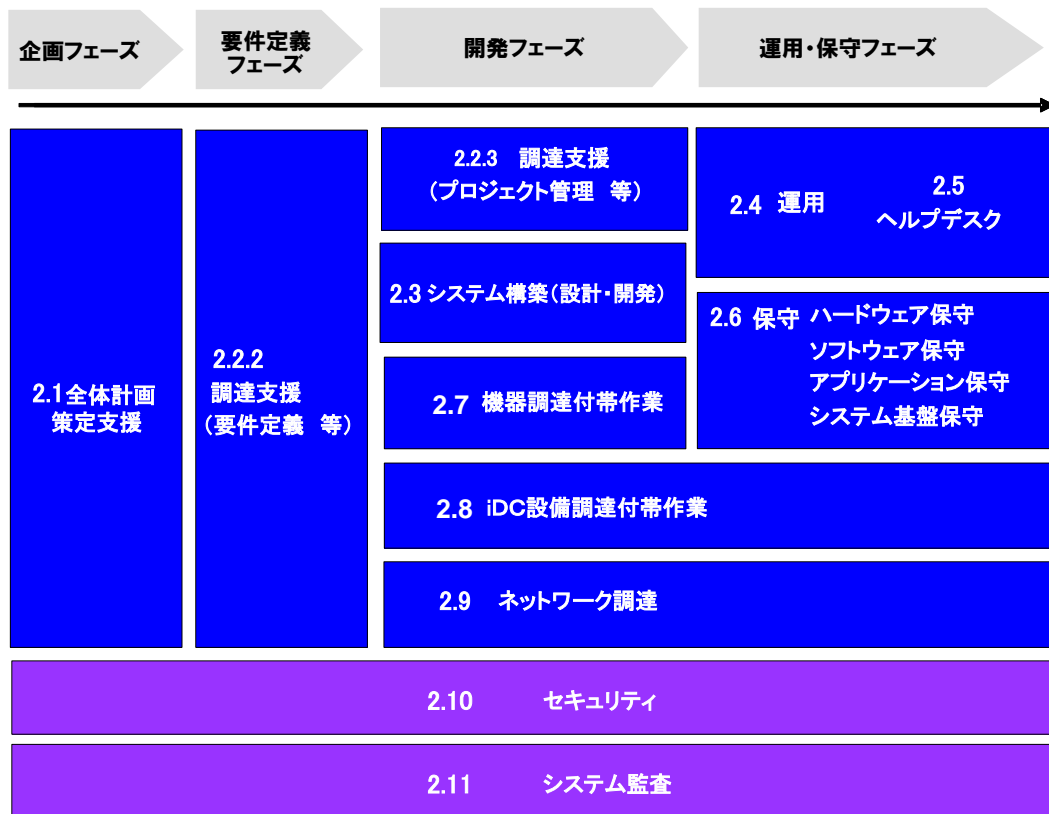 企画フェーズ
要件定義
フェーズ
開発フェーズ
運用・保守フェーズ
2.1全体計画
策定支援
2.2.2
調達支援
(要件定義　等)
2.2.3　調達支援
(プロジェクト管理　等)
2.3 システム構築(設計・開発)
2.7 機器調達付帯作業
2.4 運用
2.5
ヘルプデスク
2.6 保守 ハードウェア保守
ソフトウェア保守
アプリケーション保守
システム基盤保守
2.8 iDC設備調達付帯作業
2.9 ネットワーク調達
2.10 セキュリティ
2.11 システム監査